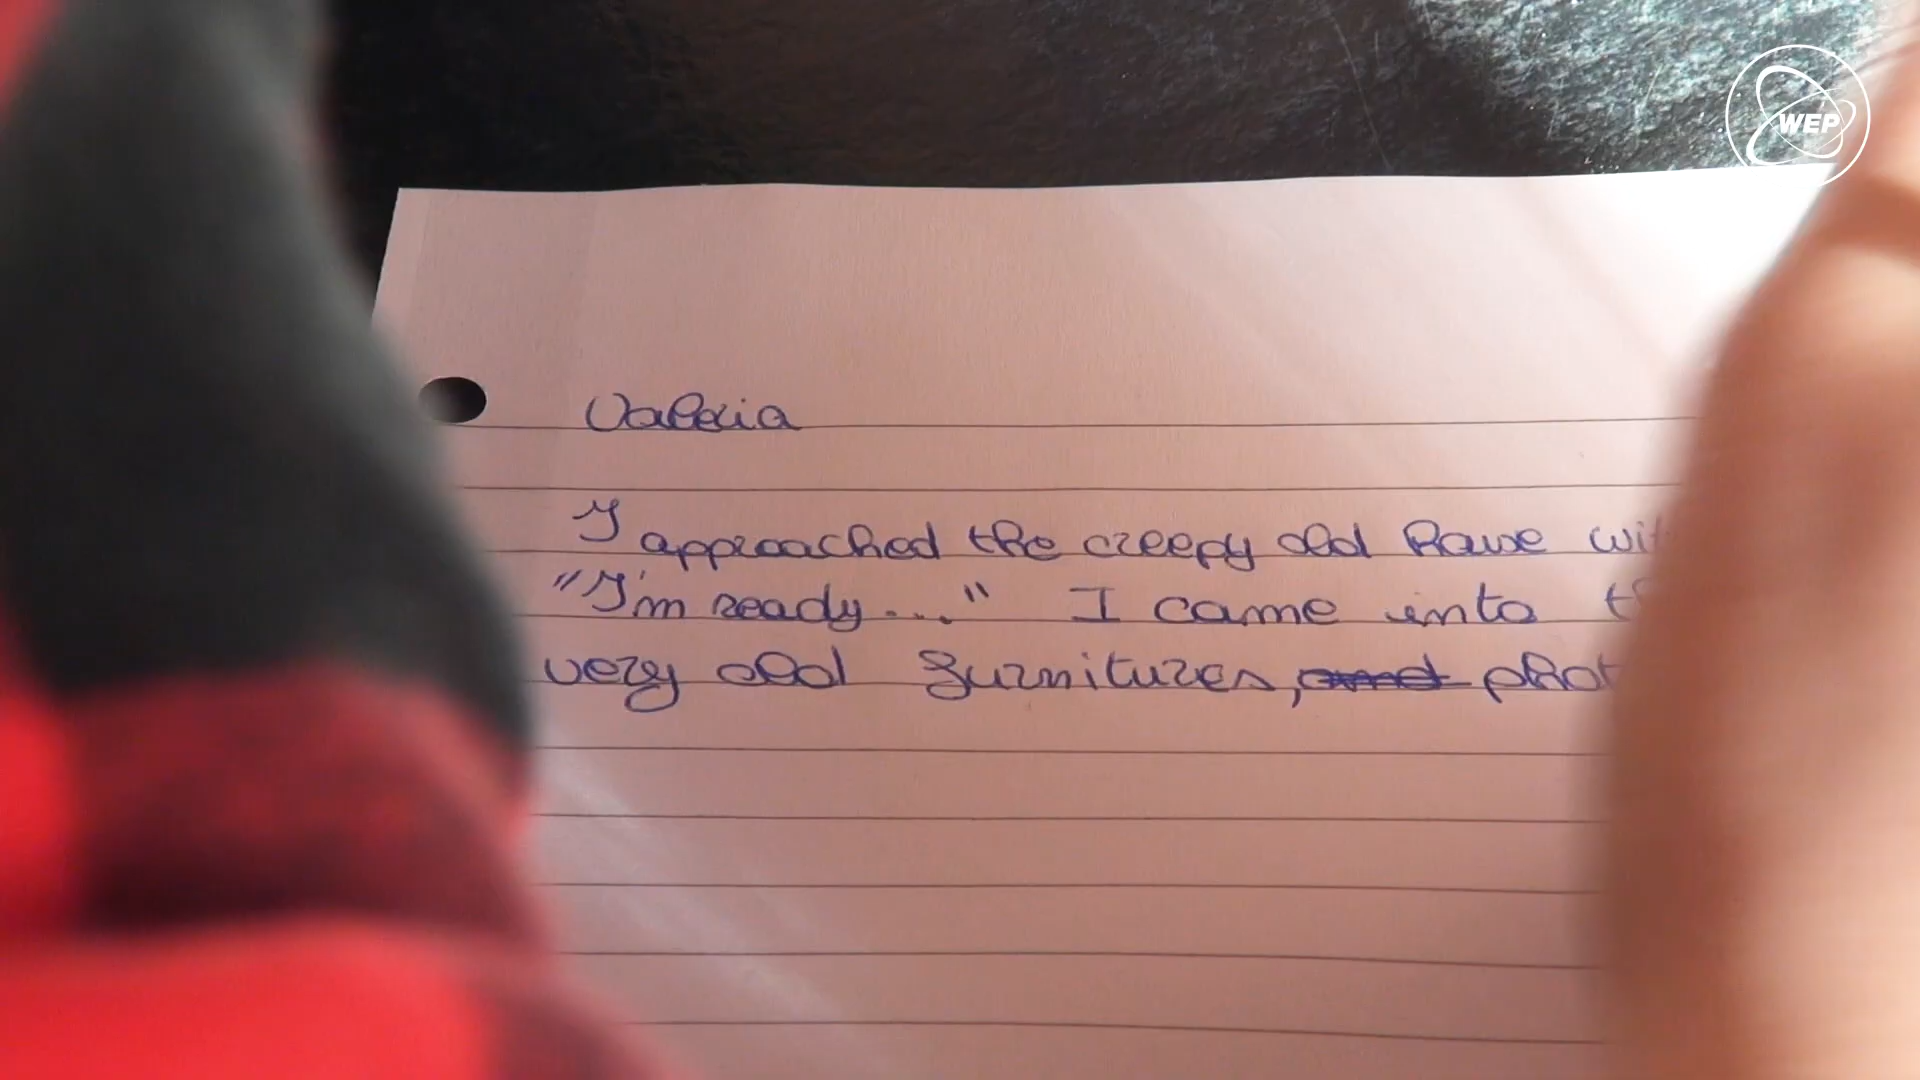 WEP
Valeria
I approached the creepy old house
"I'm ready..." I came into
very old furnitures,